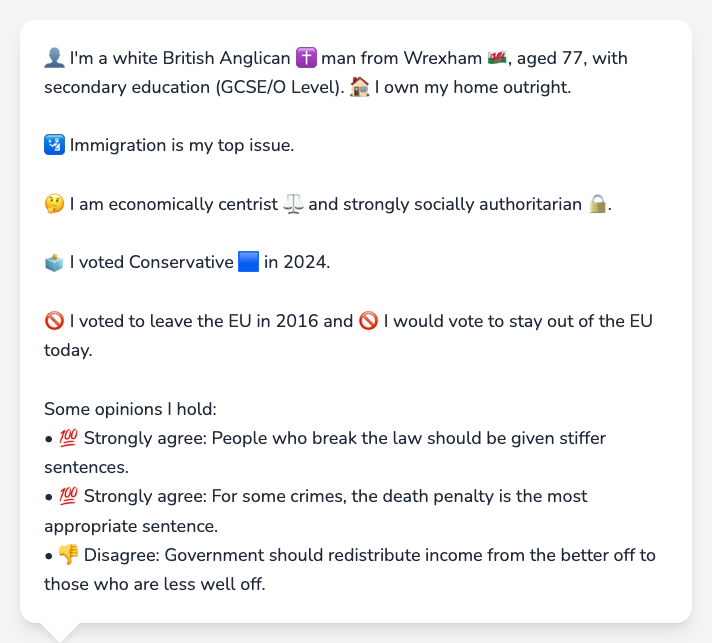 👤 I'm a white British Anglican ✝️ man from Wrexham 🏴󠁧󠁢󠁷󠁬󠁳󠁿, aged 77, with
secondary education (GCSE/O Level). 🏠 I own my home outright.
🛂 Immigration is my top issue.
🤔 I am economically centrist ⚖️ and strongly socially authoritarian 🔒.
🗳️ I voted Conservative 🟦 in 2024.
🚫 I voted to leave the EU in 2016 and 🚫 I would vote to stay out of the EU
today.
Some opinions I hold:
• 💯 Strongly agree: People who break the law should be given stiffer
sentences.
• 💯 Strongly agree: For some crimes, the death penalty is the most
appropriate sentence.
• 👎 Disagree: Government should redistribute income from the better off to
those who are less well off.